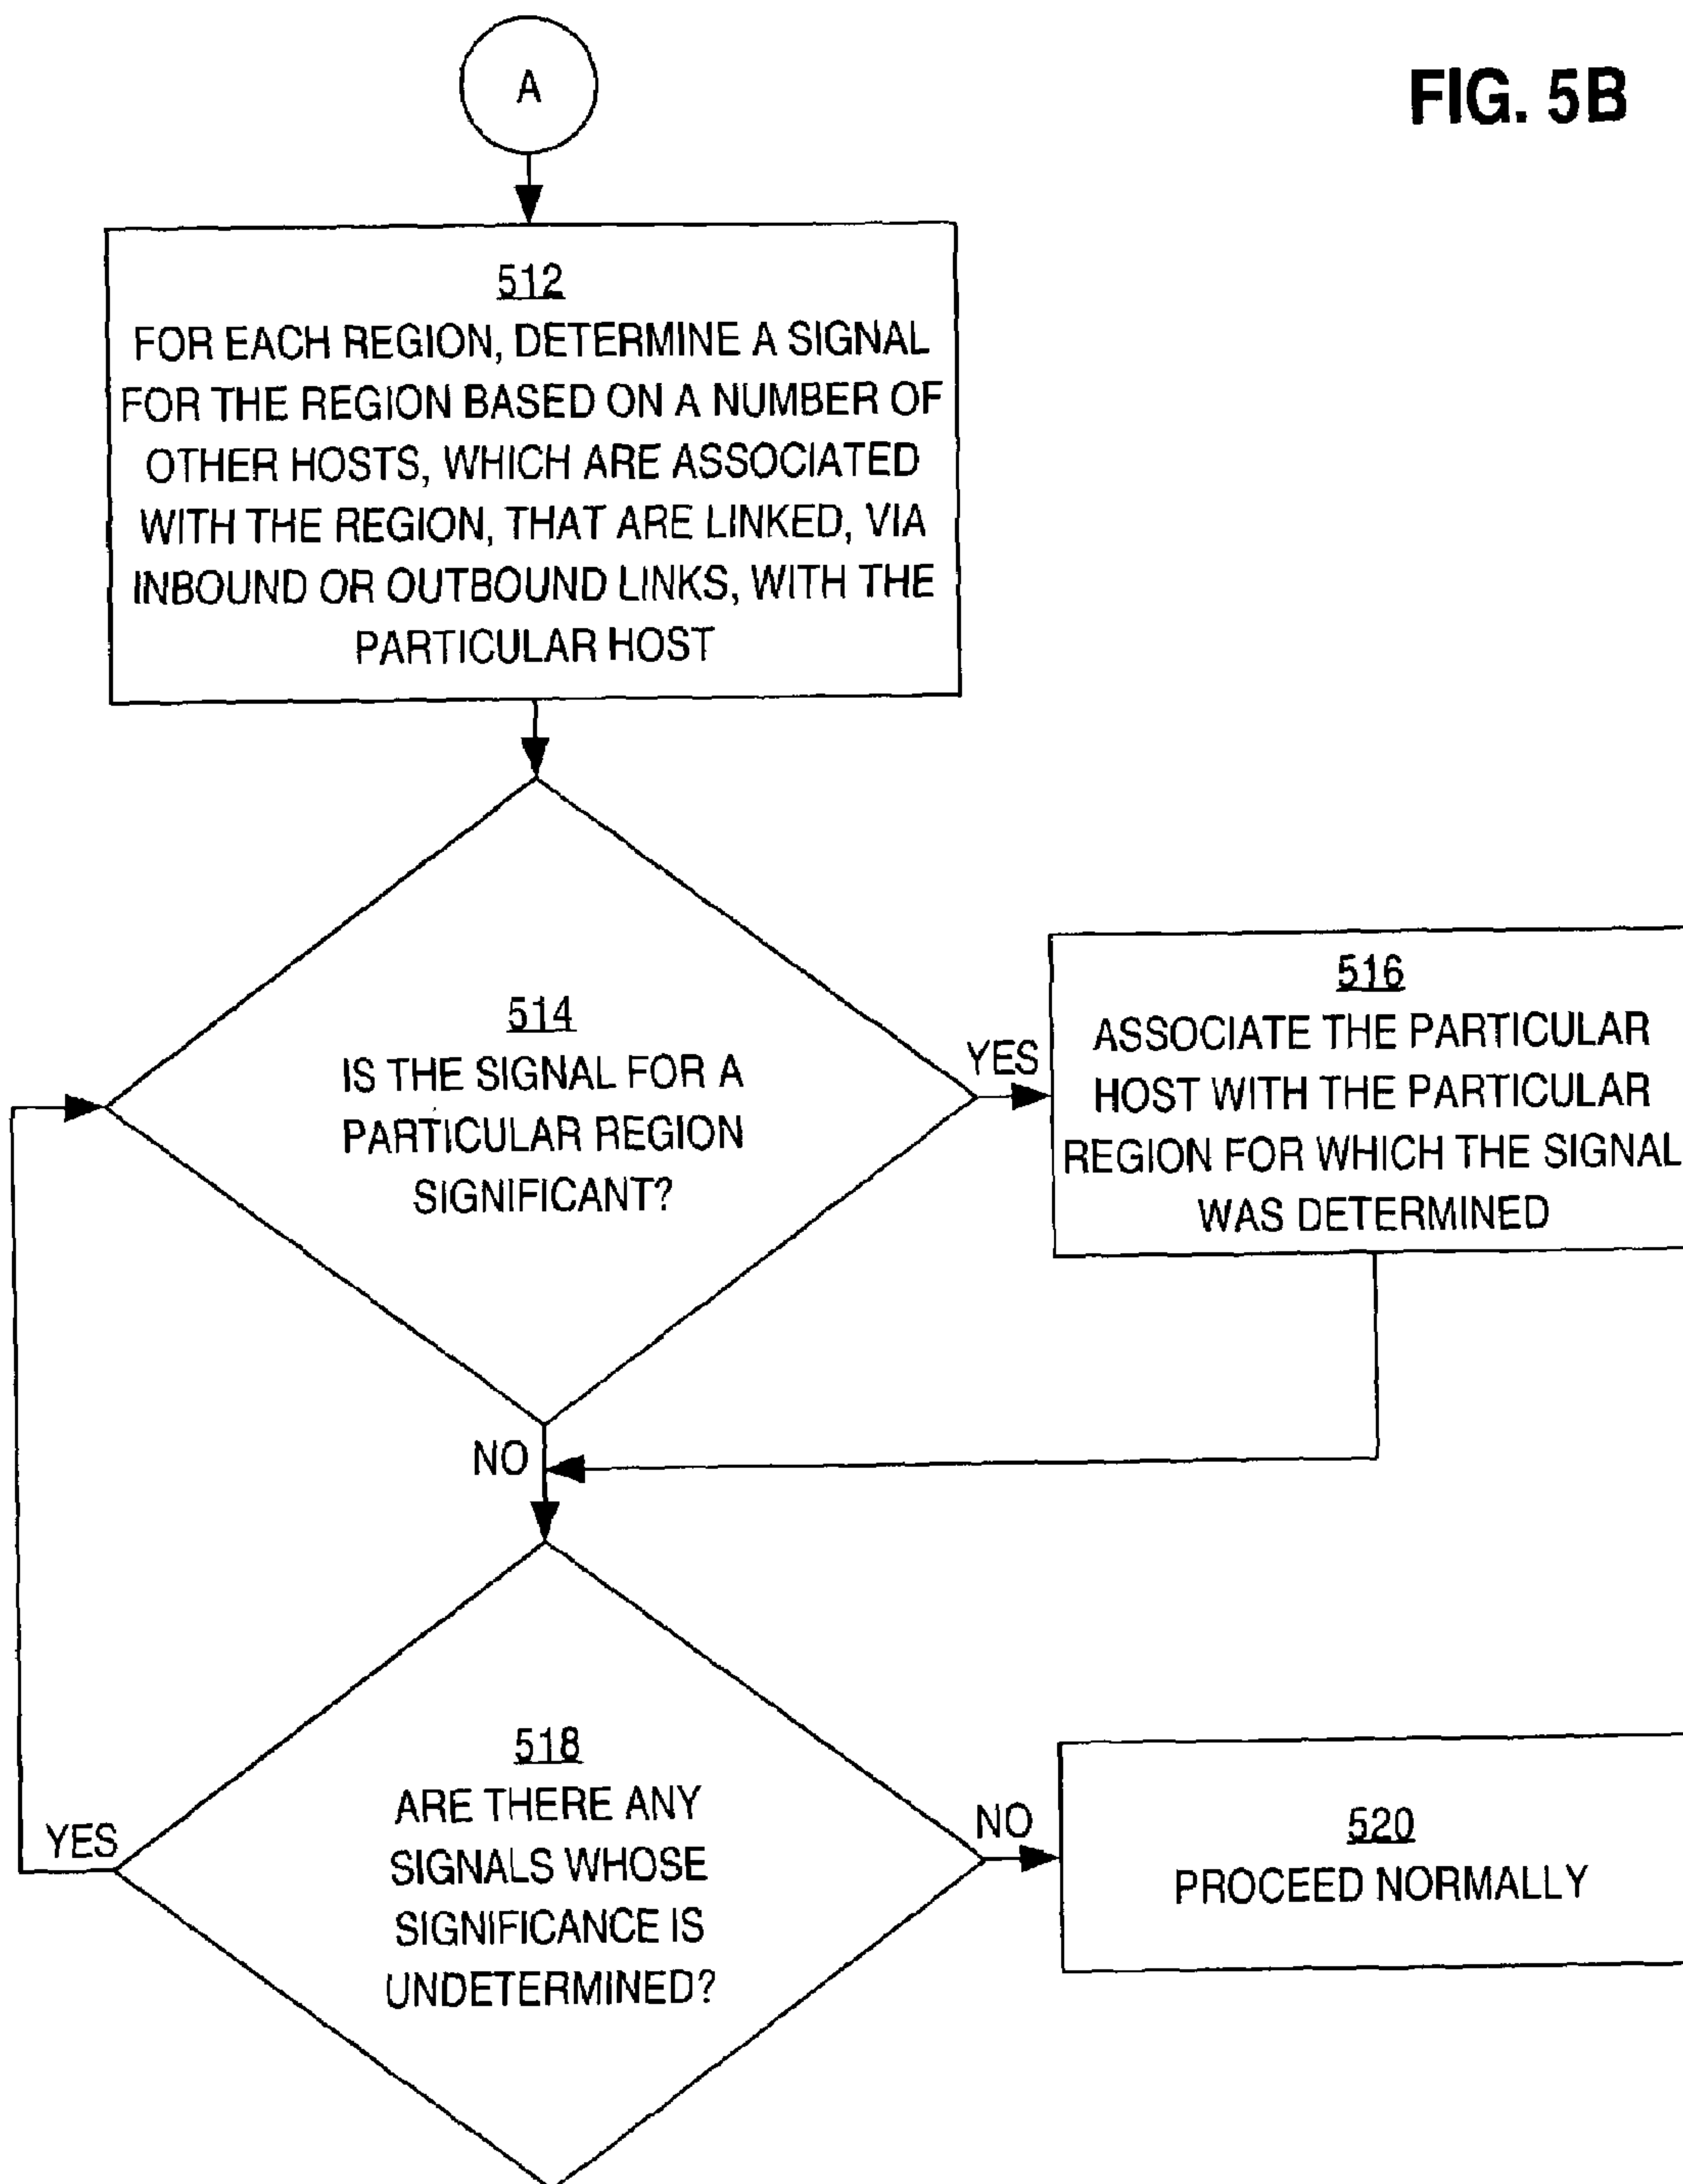 A
FIG. 5B
512
FOR EACH REGION, DETERMINE A SIGNAL
FOR THE REGION BASED ON A NUMBER OF
OTHER HOSTS, WHICH ARE ASSOCIATED
WITH THE REGION, THAT ARE LINKED, VIA
INBOUND OR OUTBOUND LINKS, WITH THE
PARTICULAR HOST
514
IS THE SIGNAL FOR A
PARTICULAR REGION
SIGNIFICANT?
YES
516
ASSOCIATE THE PARTICULAR
HOST WITH THE PARTICULAR
REGION FOR WHICH THE SIGNAL
WAS DETERMINED
NO
518
ARE THERE ANY
SIGNALS WHOSE
SIGNIFICANCE IS
UNDETERMINED?
YES
NO
520
PROCEED NORMALLY